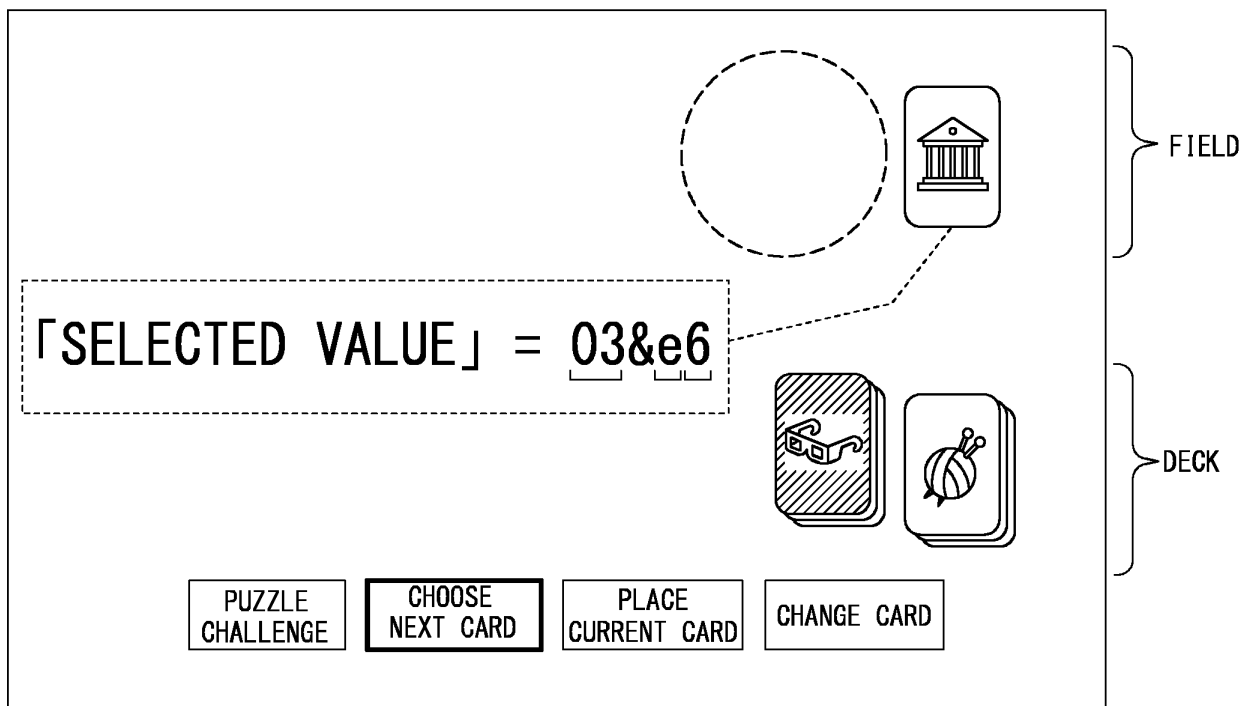 FIELD
「SELECTED VALUE」 = 03&e6
DECK
PUZZLE
CHALLENGE
CHOOSE
NEXT CARD
PLACE
CURRENT CARD
CHANGE CARD